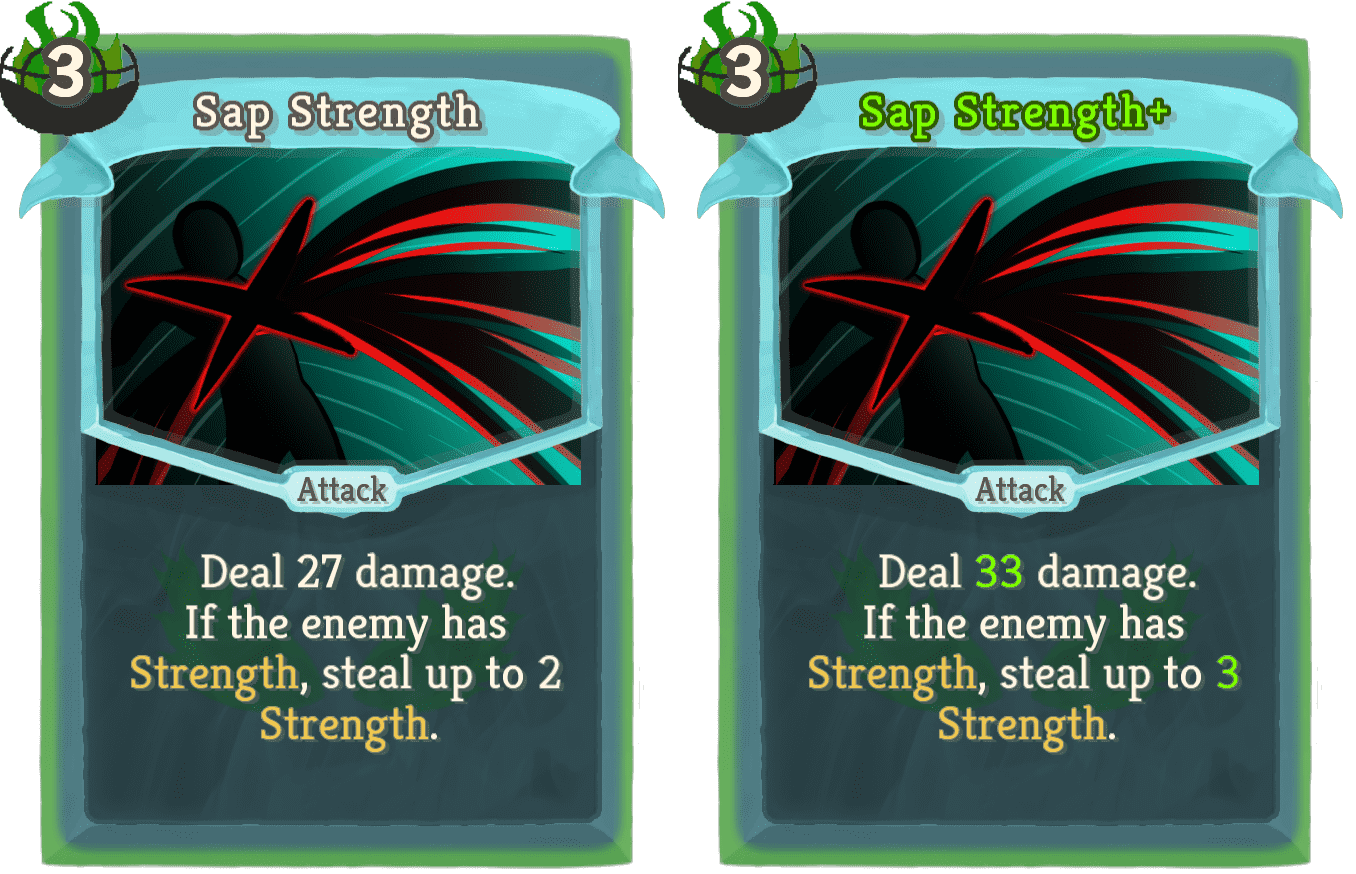 3
Sap Strength
Attack
Deal 27 damage.
If the enemy has
Strength, steal up to 2
Strength.
3
Sap Strength+
Attack
Deal 33 damage.
If the enemy has
Strength, steal up to 3
Strength.